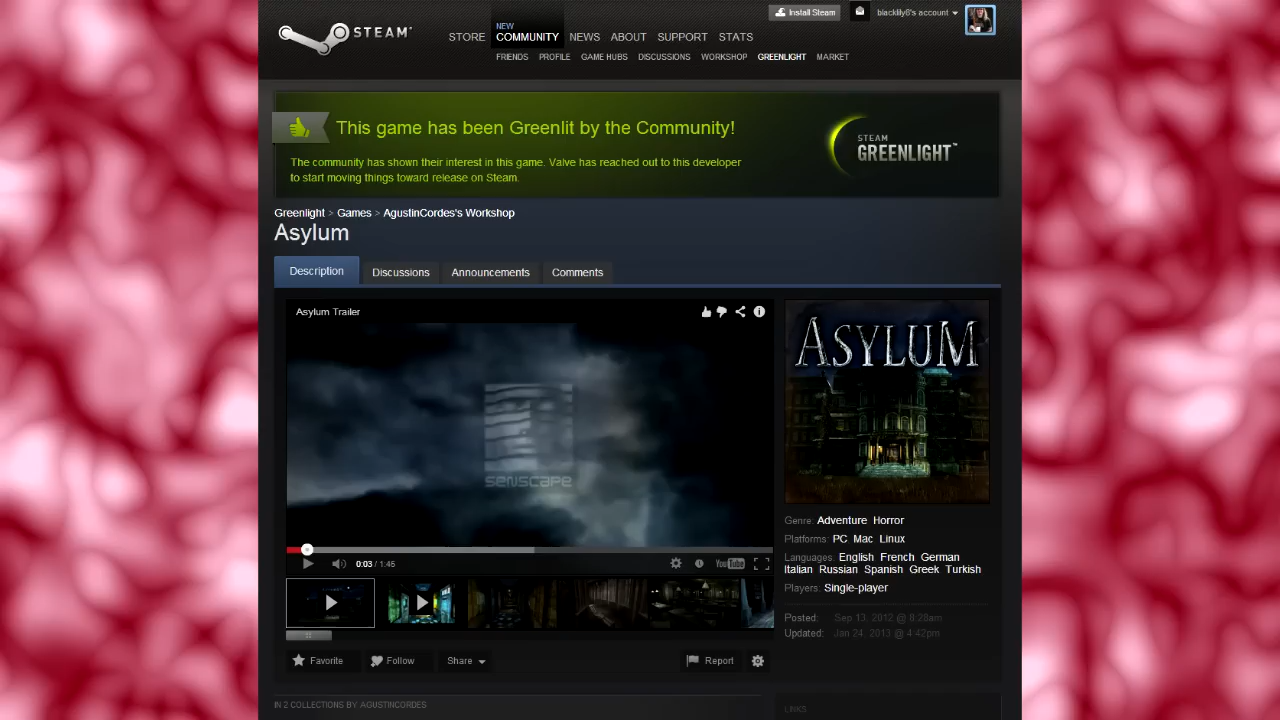 Install Steam
blacklily6's account
STEAM
NEW
STORE COMMUNITY NEWS ABOUT SUPPORT STATS
FRIENDS PROFILE GAME HUBS DISCUSSIONS WORKSHOP GREENLIGHT MARKET
This game has been Greenlit by the Community!
The community has shown their interest in this game. Valve has reached out to this developer
to start moving things toward release on Steam.
STEAM
GREENLIGHT™
Greenlight > Games > AgustinCordes's Workshop
Asylum
Description Discussions Announcements Comments
Asylum Trailer
SENSCAPE
0:03 / 1:45
YouTube
ASYLUM
Genre: Adventure Horror
Platforms: PC Mac Linux
Languages: English French German
Italian Russian Spanish Greek Turkish
Players: Single-player
Posted: Sep 13, 2012 @ 8:28am
Updated: Jan 24, 2013 @ 4:42pm
Favorite Follow Share Report
IN 2 COLLECTIONS BY AGUSTINCORDES
LINKS